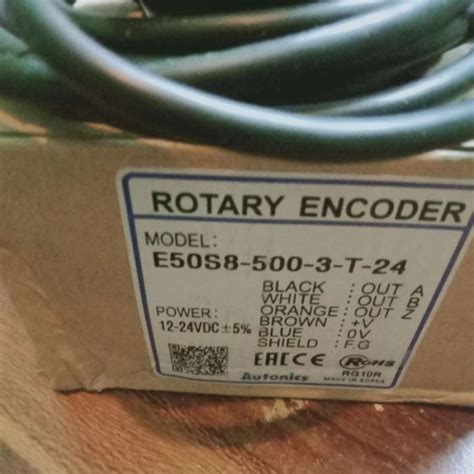 ROTARY ENCODER
MODEL:
E50S8-500-3-T-24
BLACK : OUT A
WHITE : OUT B
ORANGE : OUT Z
POWER: BROWN : +V
12-24VDC ±5% BLUE : 0V
SHIELD : F.G
EAC CE RoHS
Autonics RG10R
MADE IN KOREA